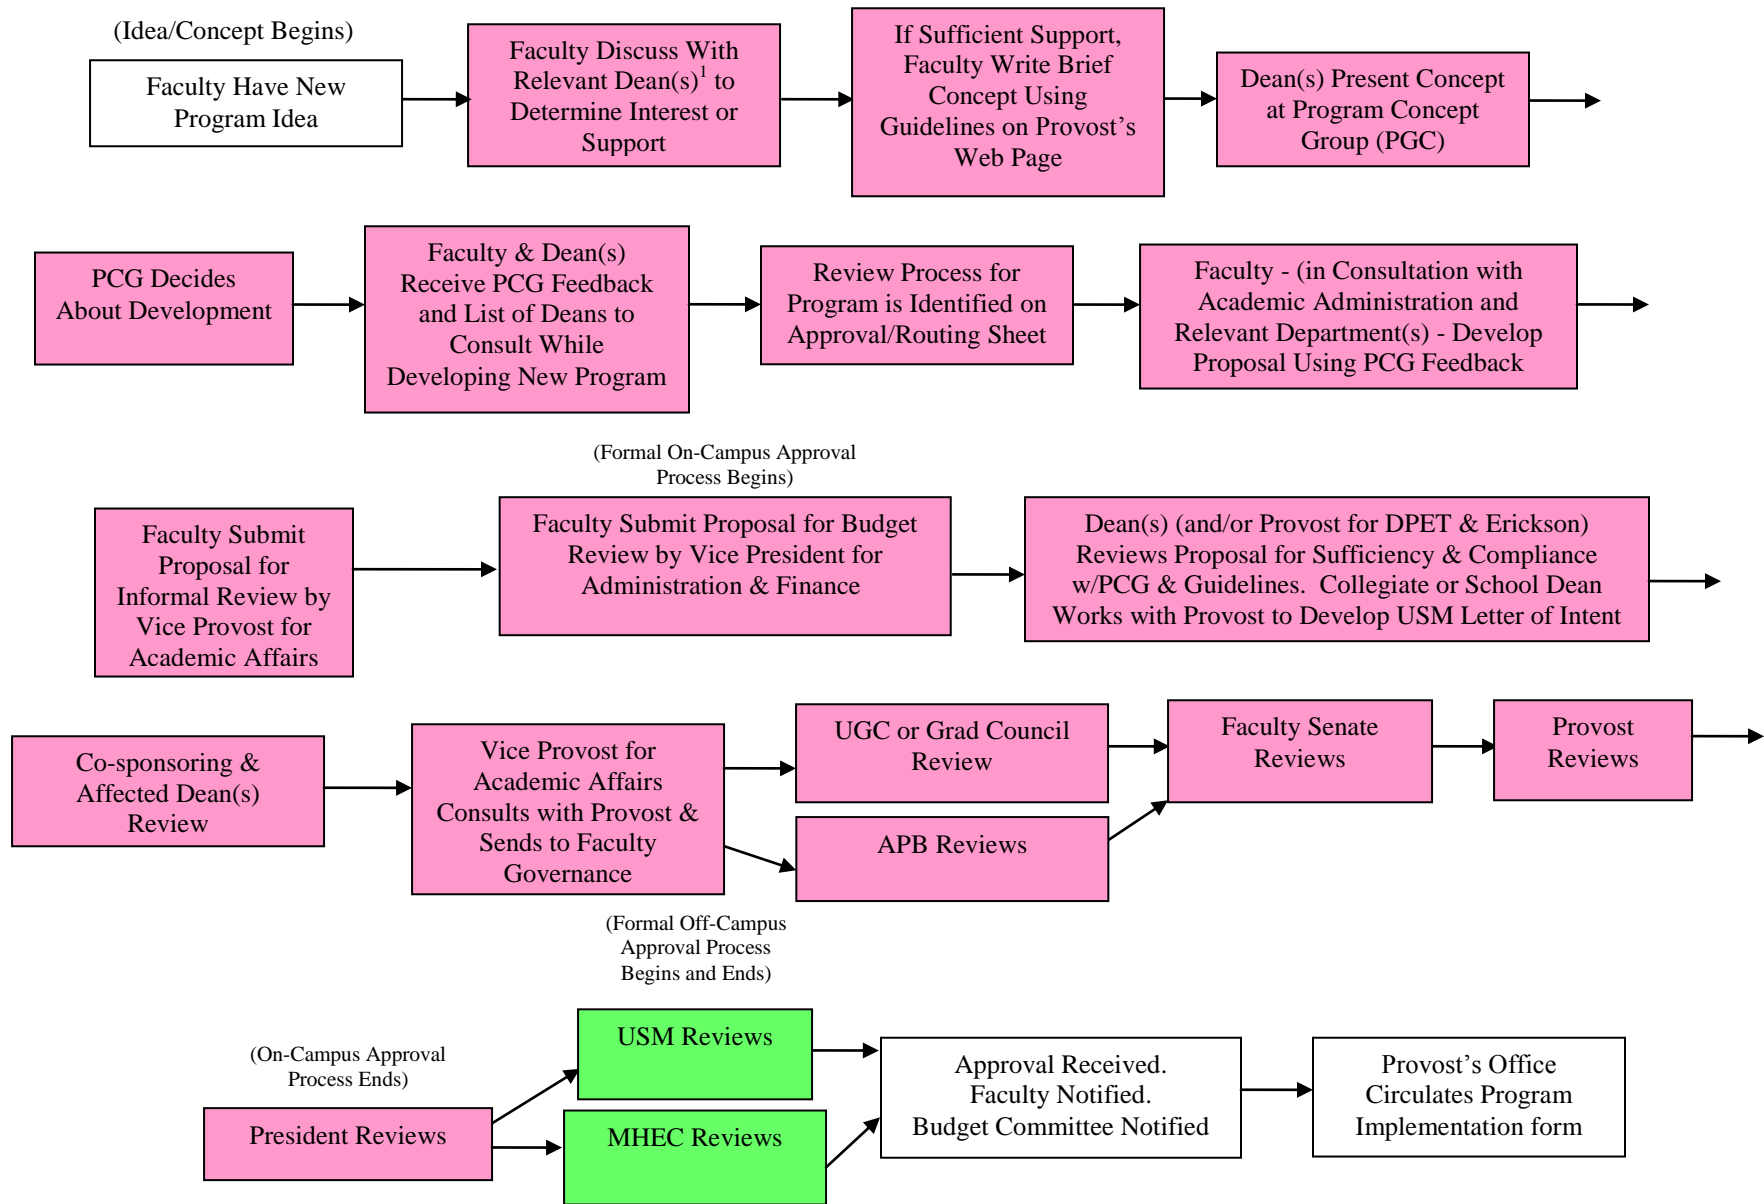 (Idea/Concept Begins)
Faculty Have New
Program Idea
Faculty Discuss With
Relevant Dean(s)¹ to
Determine Interest or
Support
If Sufficient Support,
Faculty Write Brief
Concept Using
Guidelines on Provost's
Web Page
Dean(s) Present Concept
at Program Concept
Group (PGC)
PCG Decides
About Development
Faculty & Dean(s)
Receive PCG Feedback
and List of Deans to
Consult While
Developing New Program
Review Process for
Program is Identified on
Approval/Routing Sheet
Faculty - (in Consultation with
Academic Administration and
Relevant Department(s) - Develop
Proposal Using PCG Feedback
Faculty Submit
Proposal for
Informal Review by
Vice Provost for
Academic Affairs
(Formal On-Campus Approval
Process Begins)
Faculty Submit Proposal for Budget
Review by Vice President for
Administration & Finance
Dean(s) (and/or Provost for DPET & Erickson)
Reviews Proposal for Sufficiency & Compliance
w/PCG & Guidelines.  Collegiate or School Dean
Works with Provost to Develop USM Letter of Intent
Co-sponsoring &
Affected Dean(s)
Review
Vice Provost for
Academic Affairs
Consults with Provost &
Sends to Faculty
Governance
UGC or Grad Council
Review
APB Reviews
Faculty Senate
Reviews
Provost
Reviews
(On-Campus Approval
Process Ends)
President Reviews
(Formal Off-Campus
Approval Process
Begins and Ends)
USM Reviews
MHEC Reviews
Approval Received.
Faculty Notified.
Budget Committee Notified
Provost's Office
Circulates Program
Implementation form